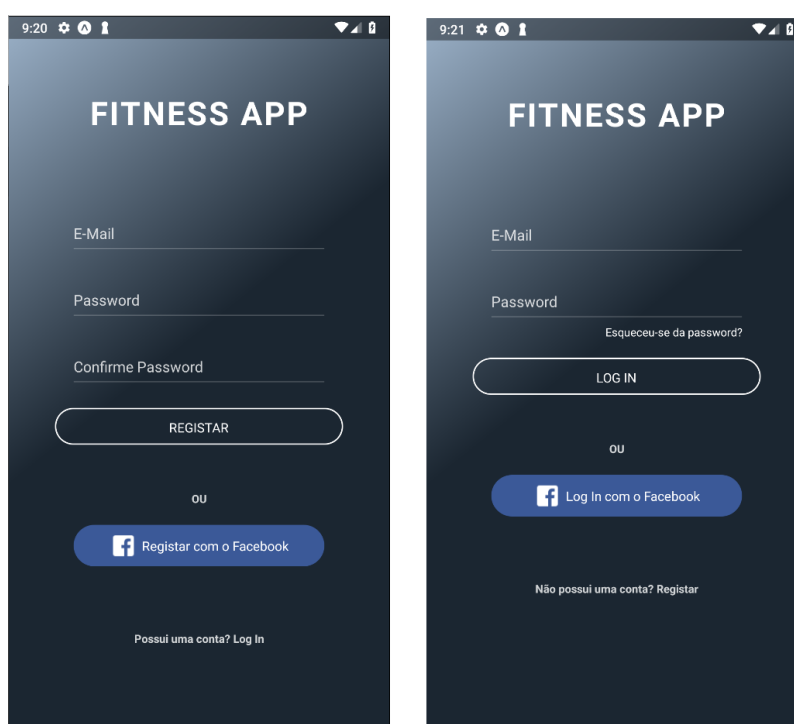 9:20
FITNESS APP
E-Mail
Password
Confirme Password
REGISTAR
OU
Registar com o Facebook
Possui uma conta? Log In
9:21
FITNESS APP
E-Mail
Password
Esqueceu-se da password?
LOG IN
OU
Log In com o Facebook
Não possui uma conta? Registar